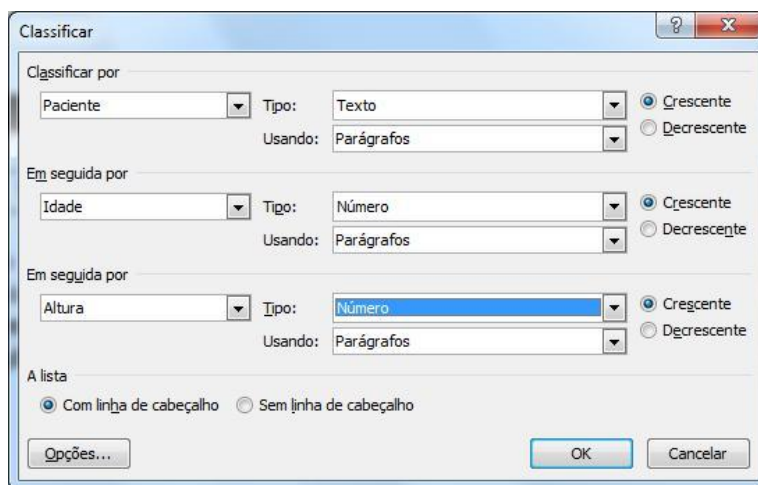 Classificar
Classificar por
Paciente Tipo: Texto Crescente
Usando: Parágrafos Decrescente
Em seguida por
Idade Tipo: Número Crescente
Usando: Parágrafos Decrescente
Em seguida por
Altura Tipo: Número Crescente
Usando: Parágrafos Decrescente
A lista
Com linha de cabeçalho Sem linha de cabeçalho
Opções... OK Cancelar